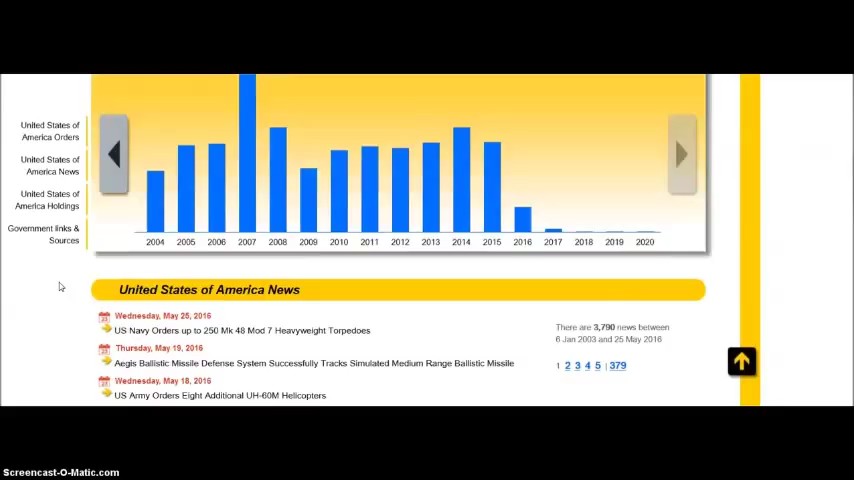 United States of
America Orders
United States of
America News
United States of
America Holdings
Government links &
Sources
2004 2005 2006 2007 2008 2009 2010 2011 2012 2013 2014 2015 2016 2017 2018 2019 2020
United States of America News
Wednesday, May 25, 2016
US Navy Orders up to 250 Mk 48 Mod 7 Heavyweight Torpedoes
Thursday, May 19, 2016
Aegis Ballistic Missile Defense System Successfully Tracks Simulated Medium Range Ballistic Missile
Wednesday, May 18, 2016
US Army Orders Eight Additional UH-60M Helicopters
There are 3,790 news between
6 Jan 2003 and 25 May 2016
1 2 3 4 5 | 379
Screencast-O-Matic.com